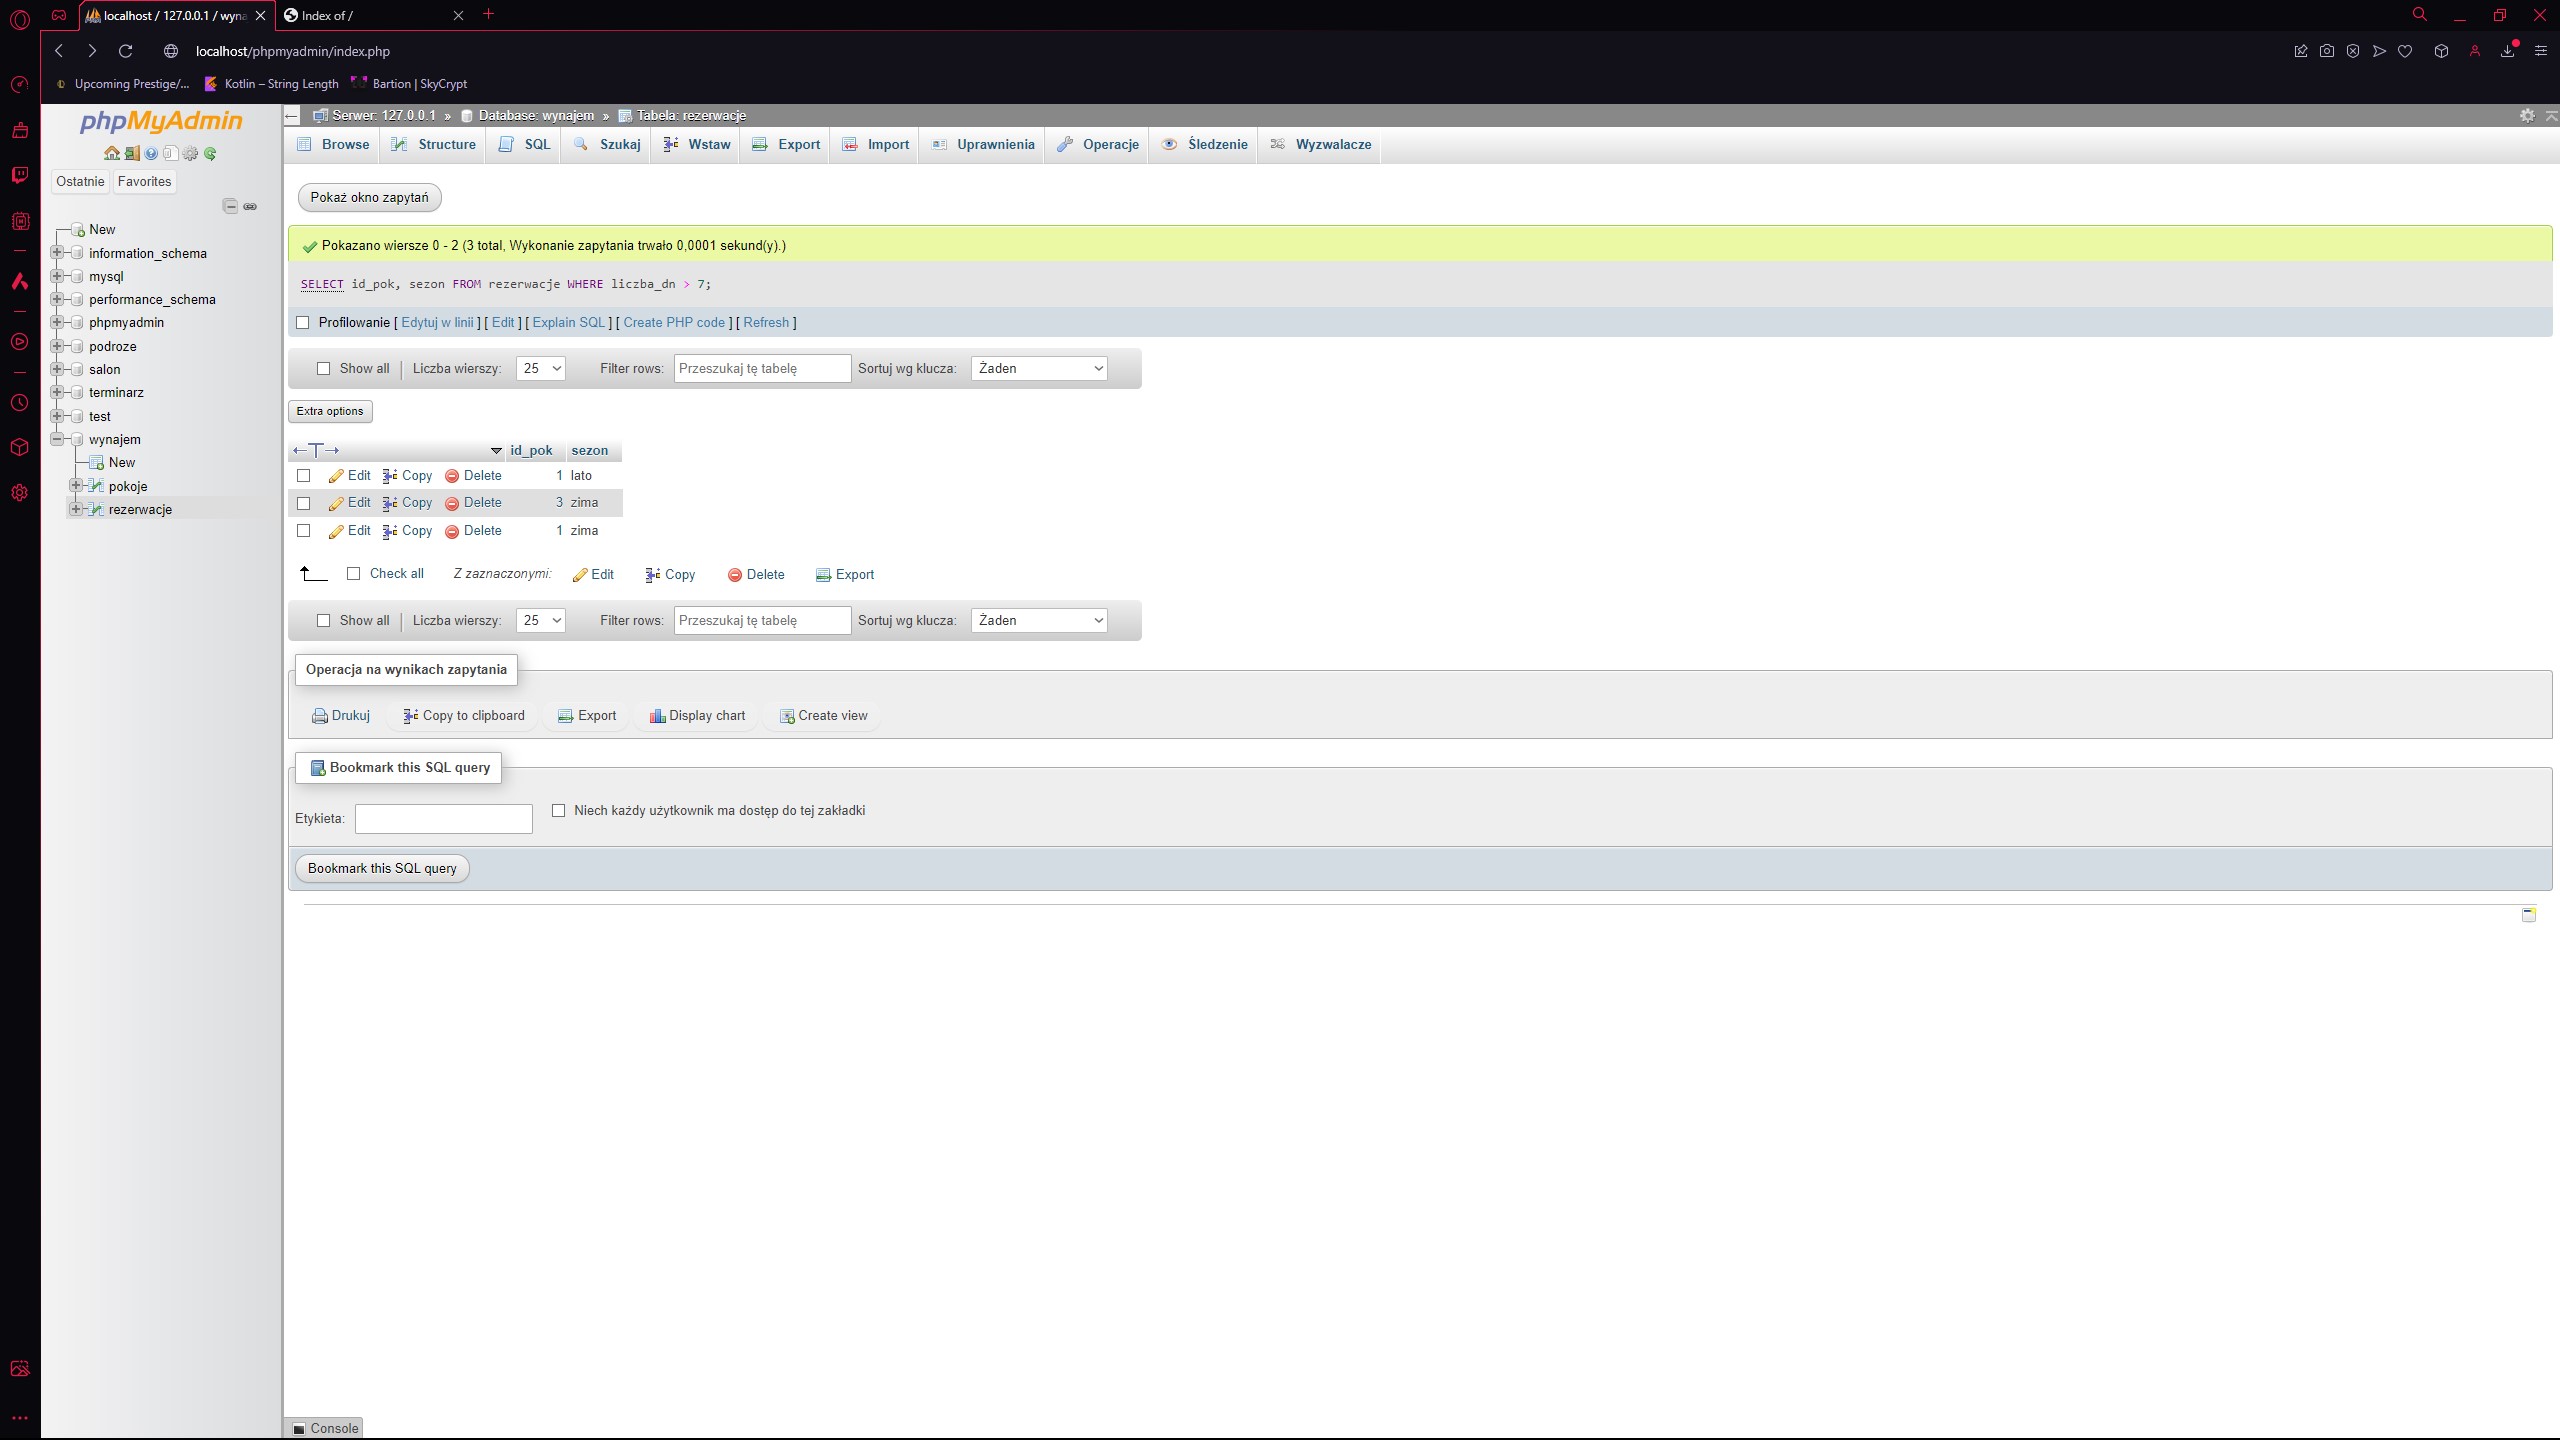 localhost / 127.0.0.1 / wyna
Index of /
localhost/phpmyadmin/index.php
Upcoming Prestige/...
Kotlin – String Length
Bartion | SkyCrypt
phpMyAdmin
Ostatnie
Favorites
New
information_schema
mysql
performance_schema
phpmyadmin
podroze
salon
terminarz
test
wynajem
New
pokoje
rezerwacje
Serwer: 127.0.0.1 » Database: wynajem » Tabela: rezerwacje
Browse Structure SQL Szukaj Wstaw Export Import Uprawnienia Operacje Śledzenie Wyzwalacze
Pokaż okno zapytań
Pokazano wiersze 0 - 2 (3 total, Wykonanie zapytania trwało 0,0001 sekund(y).)
SELECT id_pok, sezon FROM rezerwacje WHERE liczba_dn > 7;
Profilowanie [ Edytuj w linii ] [ Edit ] [ Explain SQL ] [ Create PHP code ] [ Refresh ]
Show all | Liczba wierszy: 25 Filter rows: Przeszukaj tę tabelę Sortuj wg klucza: Żaden
Extra options
←T→ id_pok sezon
Edit Copy Delete 1 lato
Edit Copy Delete 3 zima
Edit Copy Delete 1 zima
Check all Z zaznaczonymi: Edit Copy Delete Export
Show all | Liczba wierszy: 25 Filter rows: Przeszukaj tę tabelę Sortuj wg klucza: Żaden
Operacja na wynikach zapytania
Drukuj Copy to clipboard Export Display chart Create view
Bookmark this SQL query
Etykieta: Niech każdy użytkownik ma dostęp do tej zakładki
Bookmark this SQL query
Console